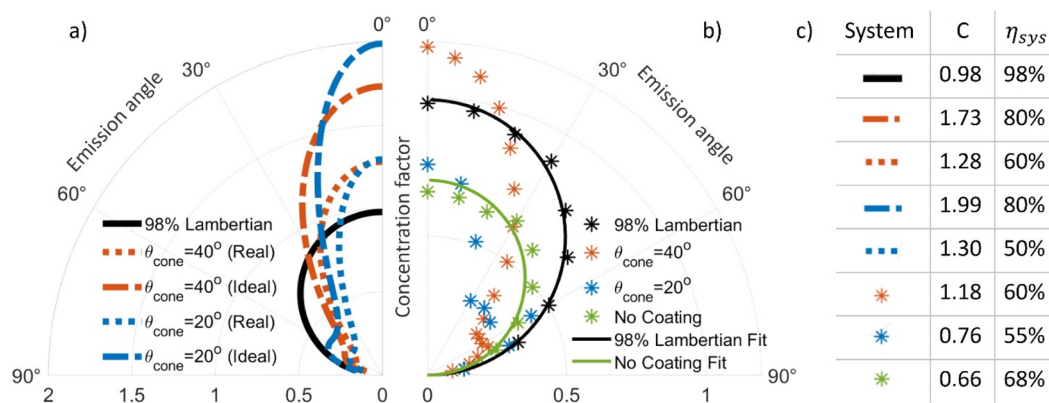 a)
0°
30°
60°
90°
Emission angle
2
1.5
1
0.5
0
98% Lambertian
θcone=40° (Real)
θcone=40° (Ideal)
θcone=20° (Real)
θcone=20° (Ideal)
Concentration factor
b)
0°
30°
60°
90°
Emission angle
0
0.5
1
98% Lambertian
θcone=40°
θcone=20°
No Coating
98% Lambertian Fit
No Coating Fit
c)
System C ηsys
0.98 98%
1.73 80%
1.28 60%
1.99 80%
1.30 50%
1.18 60%
0.76 55%
0.66 68%